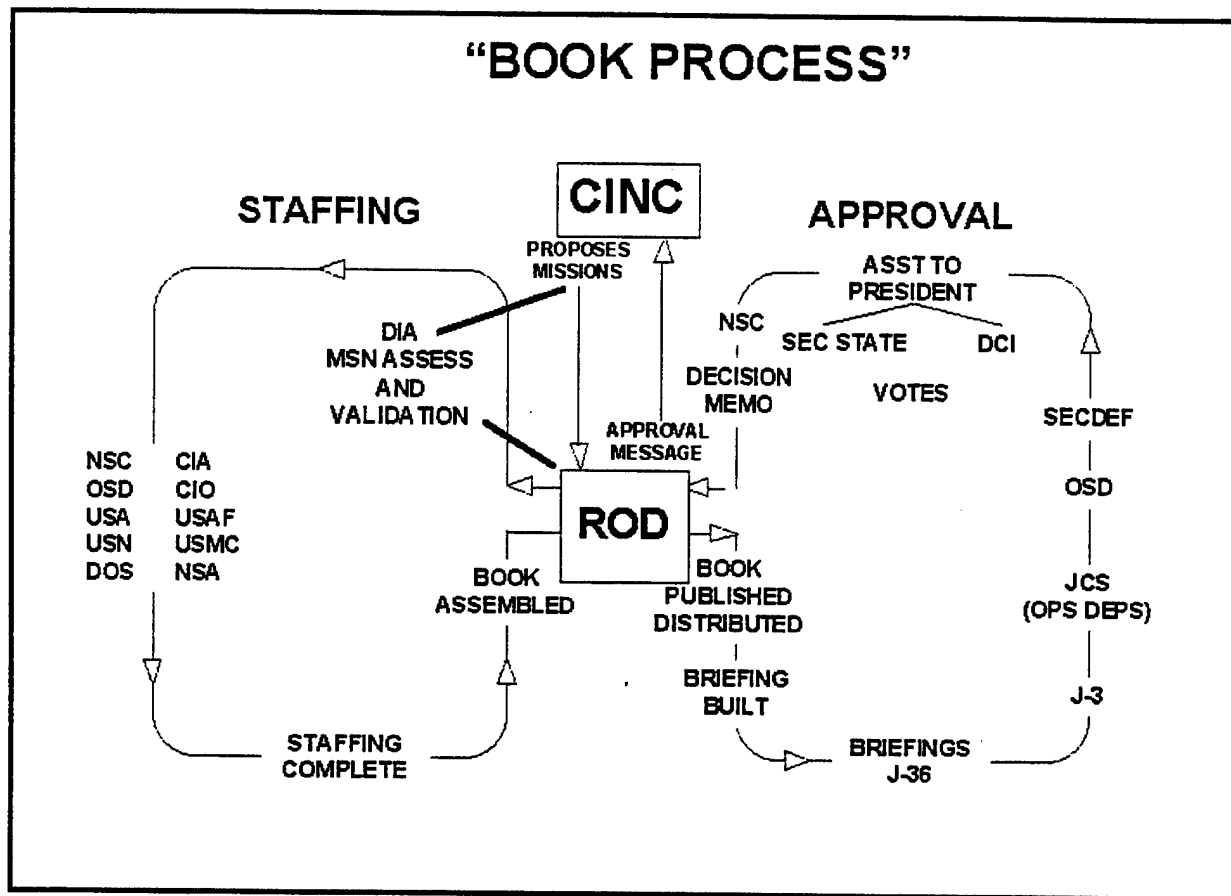 “BOOK PROCESS”
STAFFING
CINC
APPROVAL
PROPOSES
MISSIONS
ASST TO
PRESIDENT
NSC
SEC STATE
DCI
DIA
MSN ASSESS
AND
VALIDATION
DECISION
MEMO
VOTES
SECDEF
APPROVAL
MESSAGE
NSC CIA
OSD CIO
USA USAF
USN USMC
DOS NSA
ROD
OSD
BOOK
ASSEMBLED
BOOK
PUBLISHED
DISTRIBUTED
JCS
(OPS DEPS)
BRIEFING
BUILT
J-3
STAFFING
COMPLETE
BRIEFINGS
J-36